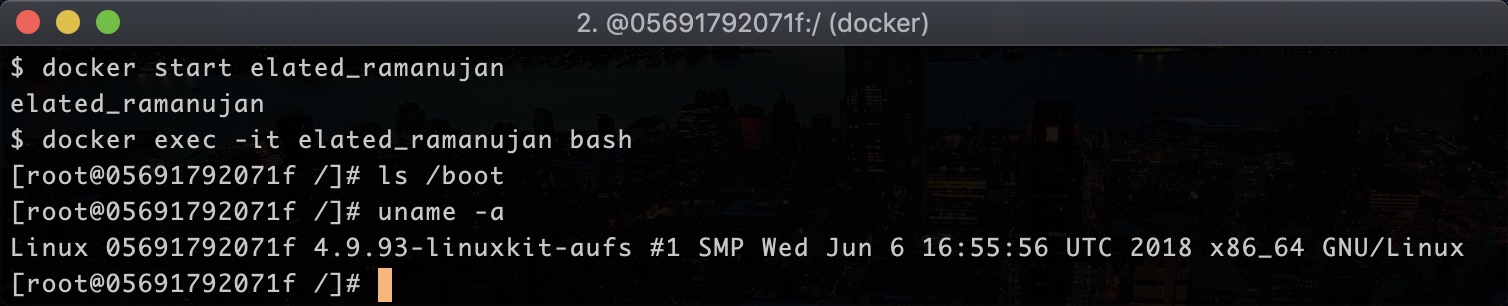 2. @05691792071f:/ (docker)
$ docker start elated_ramanujan
elated_ramanujan
$ docker exec -it elated_ramanujan bash
[root@05691792071f /]# ls /boot
[root@05691792071f /]# uname -a
Linux 05691792071f 4.9.93-linuxkit-aufs #1 SMP Wed Jun 6 16:55:56 UTC 2018 x86_64 GNU/Linux
[root@05691792071f /]#